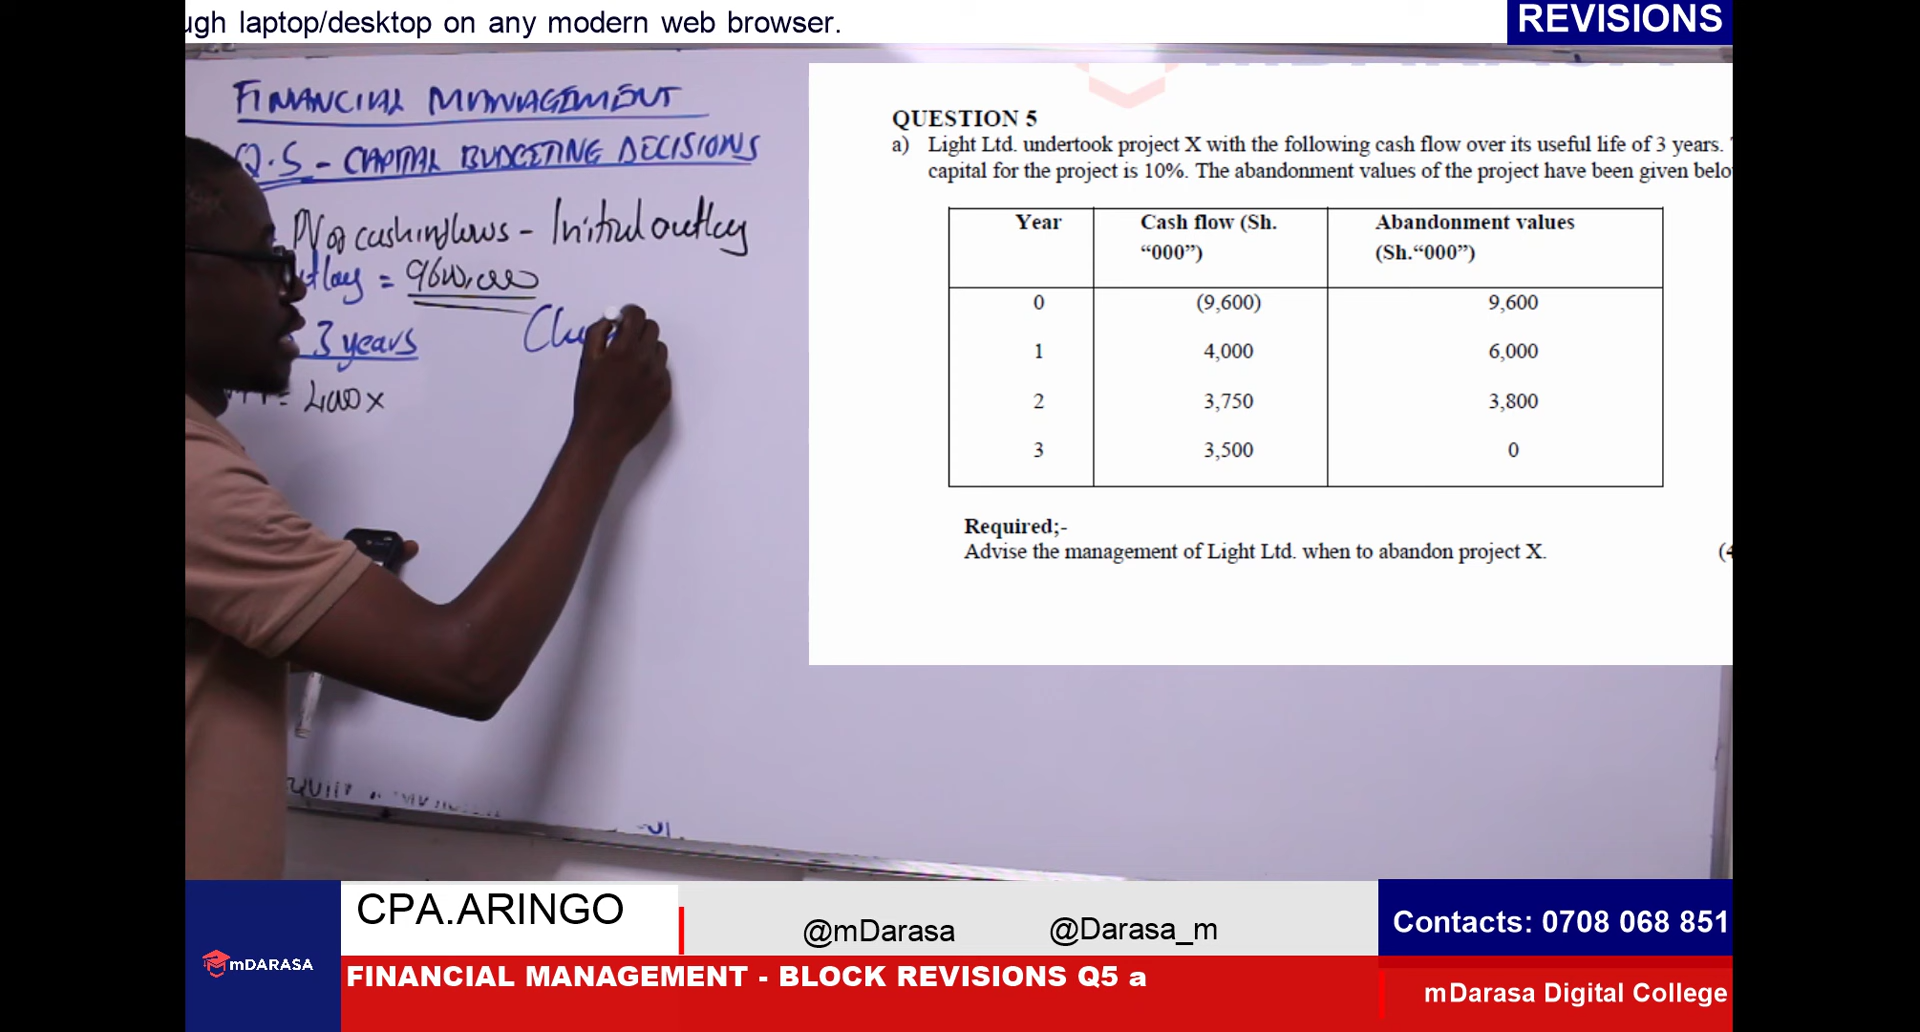 ugh laptop/desktop on any modern web browser.
REVISIONS
FINANCIAL MANAGEMENT
Q.5 - CAPITAL BUDGETING DECISIONS
PV of cash inflows - Initial outlay
tlay = 9600,000
3 years
= 4000 x
QUESTION 5
a) Light Ltd. undertook project X with the following cash flow over its useful life of 3 years.
capital for the project is 10%. The abandonment values of the project have been given belo
Year Cash flow (Sh. “000”) Abandonment values (Sh.“000”)
0 (9,600) 9,600
1 4,000 6,000
2 3,750 3,800
3 3,500 0
Required;-
Advise the management of Light Ltd. when to abandon project X. (4
CPA.ARINGO
@mDarasa @Darasa_m
Contacts: 0708 068 851
mDARASA
FINANCIAL MANAGEMENT - BLOCK REVISIONS Q5 a
mDarasa Digital College